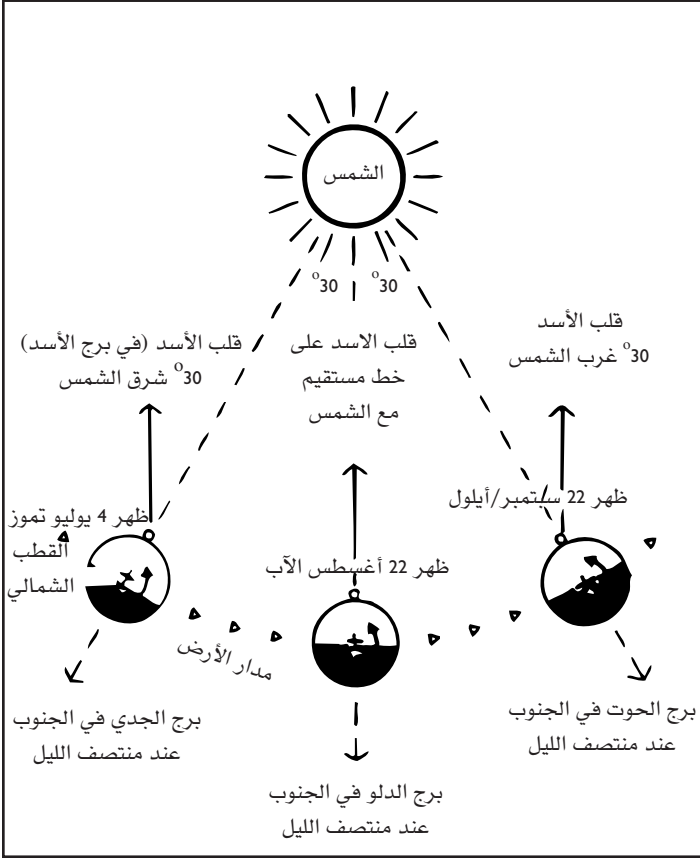 الشمس
30°
30°
قلب الأسد
30° غرب الشمس
قلب الاسد على
خط مستقيم
مع الشمس
قلب الأسد (في برج الأسد)
30° شرق الشمس
ظهر 22 سبتمبر/أيلول
ظهر 22 أغسطس الآب
ظهر 4 يوليو تموز
القطب
الشمالي
مدار الأرض
برج الحوت في الجنوب
عند منتصف الليل
برج الدلو في الجنوب
عند منتصف الليل
برج الجدي في الجنوب
عند منتصف الليل